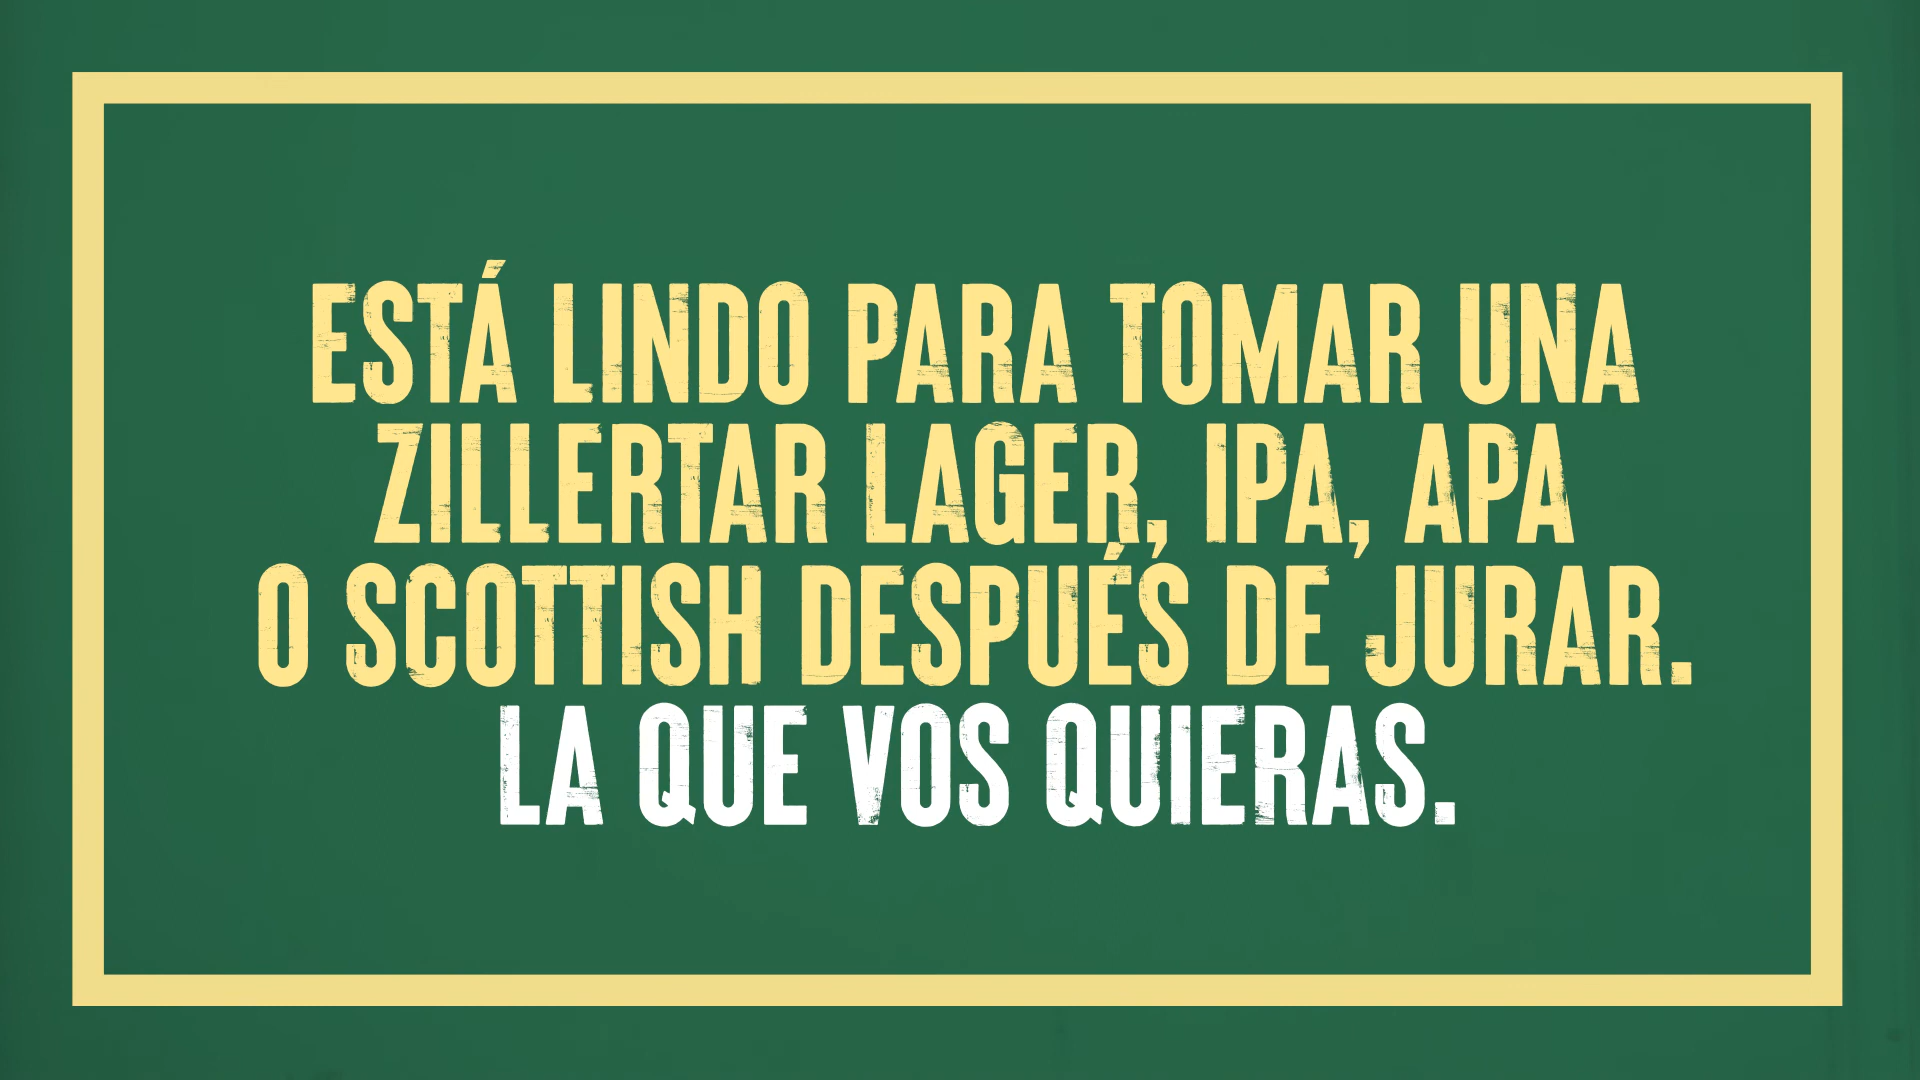 ESTÁ LINDO PARA TOMAR UNA
ZILLERTAR LAGER, IPA, APA
O SCOTTISH DESPUÉS DE JURAR.
LA QUE VOS QUIERAS.